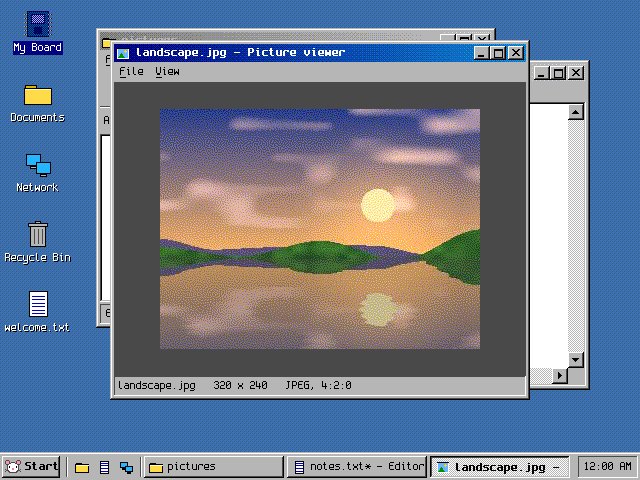 My Board
Documents
Network
Recycle Bin
welcome.txt
landscape.jpg - Picture viewer
File View
landscape.jpg 320 x 240 JPEG, 4:2:0
Start
pictures
notes.txt* - Editor
landscape.jpg -
12:00 AM